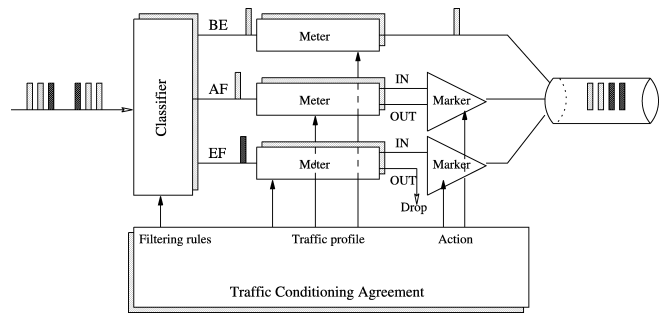 BE
Meter
Classifier
AF
Meter
IN
OUT
Marker
EF
Meter
IN
OUT
Marker
Drop
Filtering rules
Traffic profile
Action
Traffic Conditioning Agreement